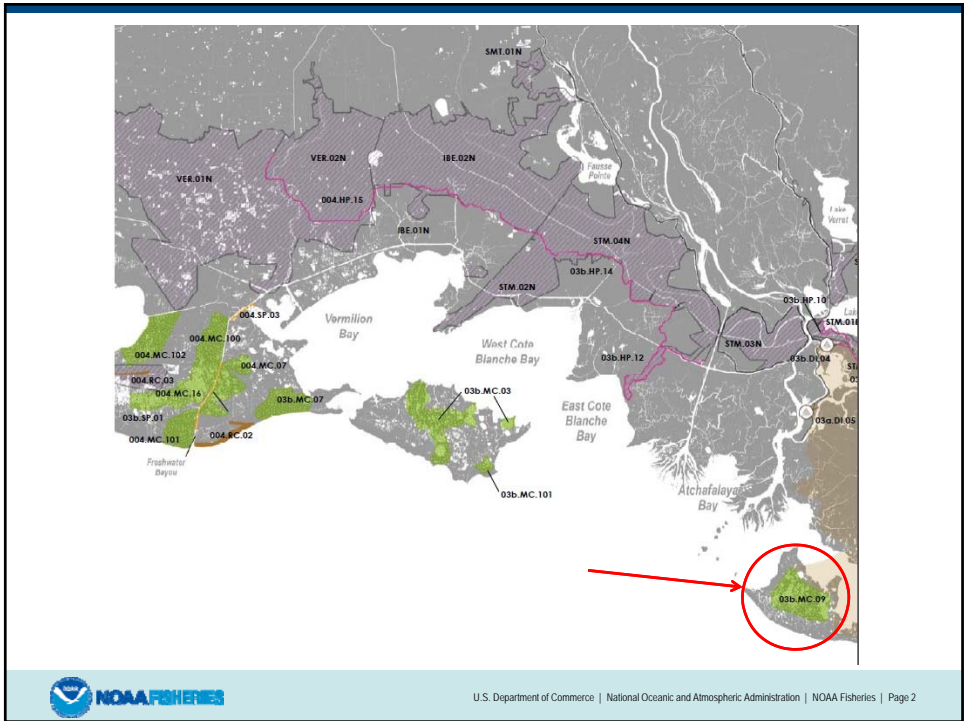 SMT.01N
VER.02N
IBE.02N
Fausse
Pointe
VER.01N
004.HP.15
Lake
Verret
IBE.01N
STM.04N
03b.HP.14
STM.02N
03b.HP.10
004.SP.03
Vermilion
Bay
STM.03N
03b.DI.04
004.MC.100
West Cote
Blanche Bay
03b.HP.12
004.MC.102
004.MC.07
004.RC.03
004.MC.16
03b.MC.03
03b.MC.07
East Cote
Blanche
Bay
03b.SP.01
03a.DI.05
004.MC.101
004.RC.02
Freshwater
Bayou
03b.MC.101
Atchafalaya
Bay
03b.MC.09
NOAA
NOAA FISHERIES
U.S. Department of Commerce | National Oceanic and Atmospheric Administration | NOAA Fisheries | Page 2